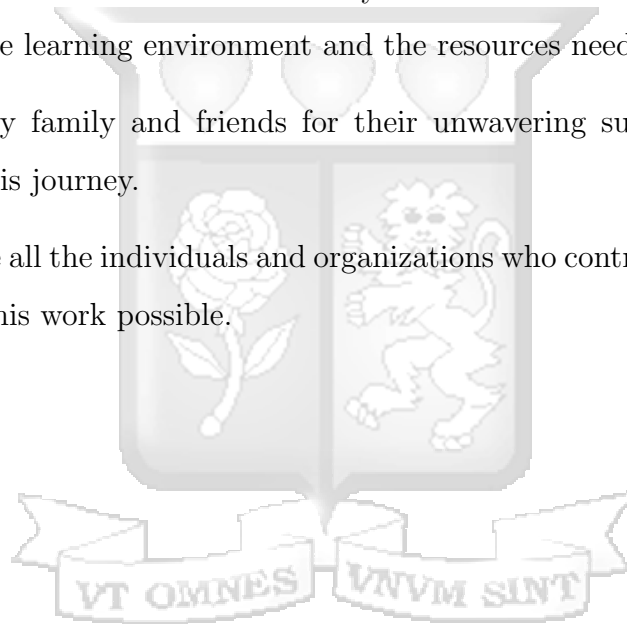 e learning environment and the resources need
y family and friends for their unwavering su
is journey.
all the individuals and organizations who contr
his work possible.
VT OMNES VNVM SINT